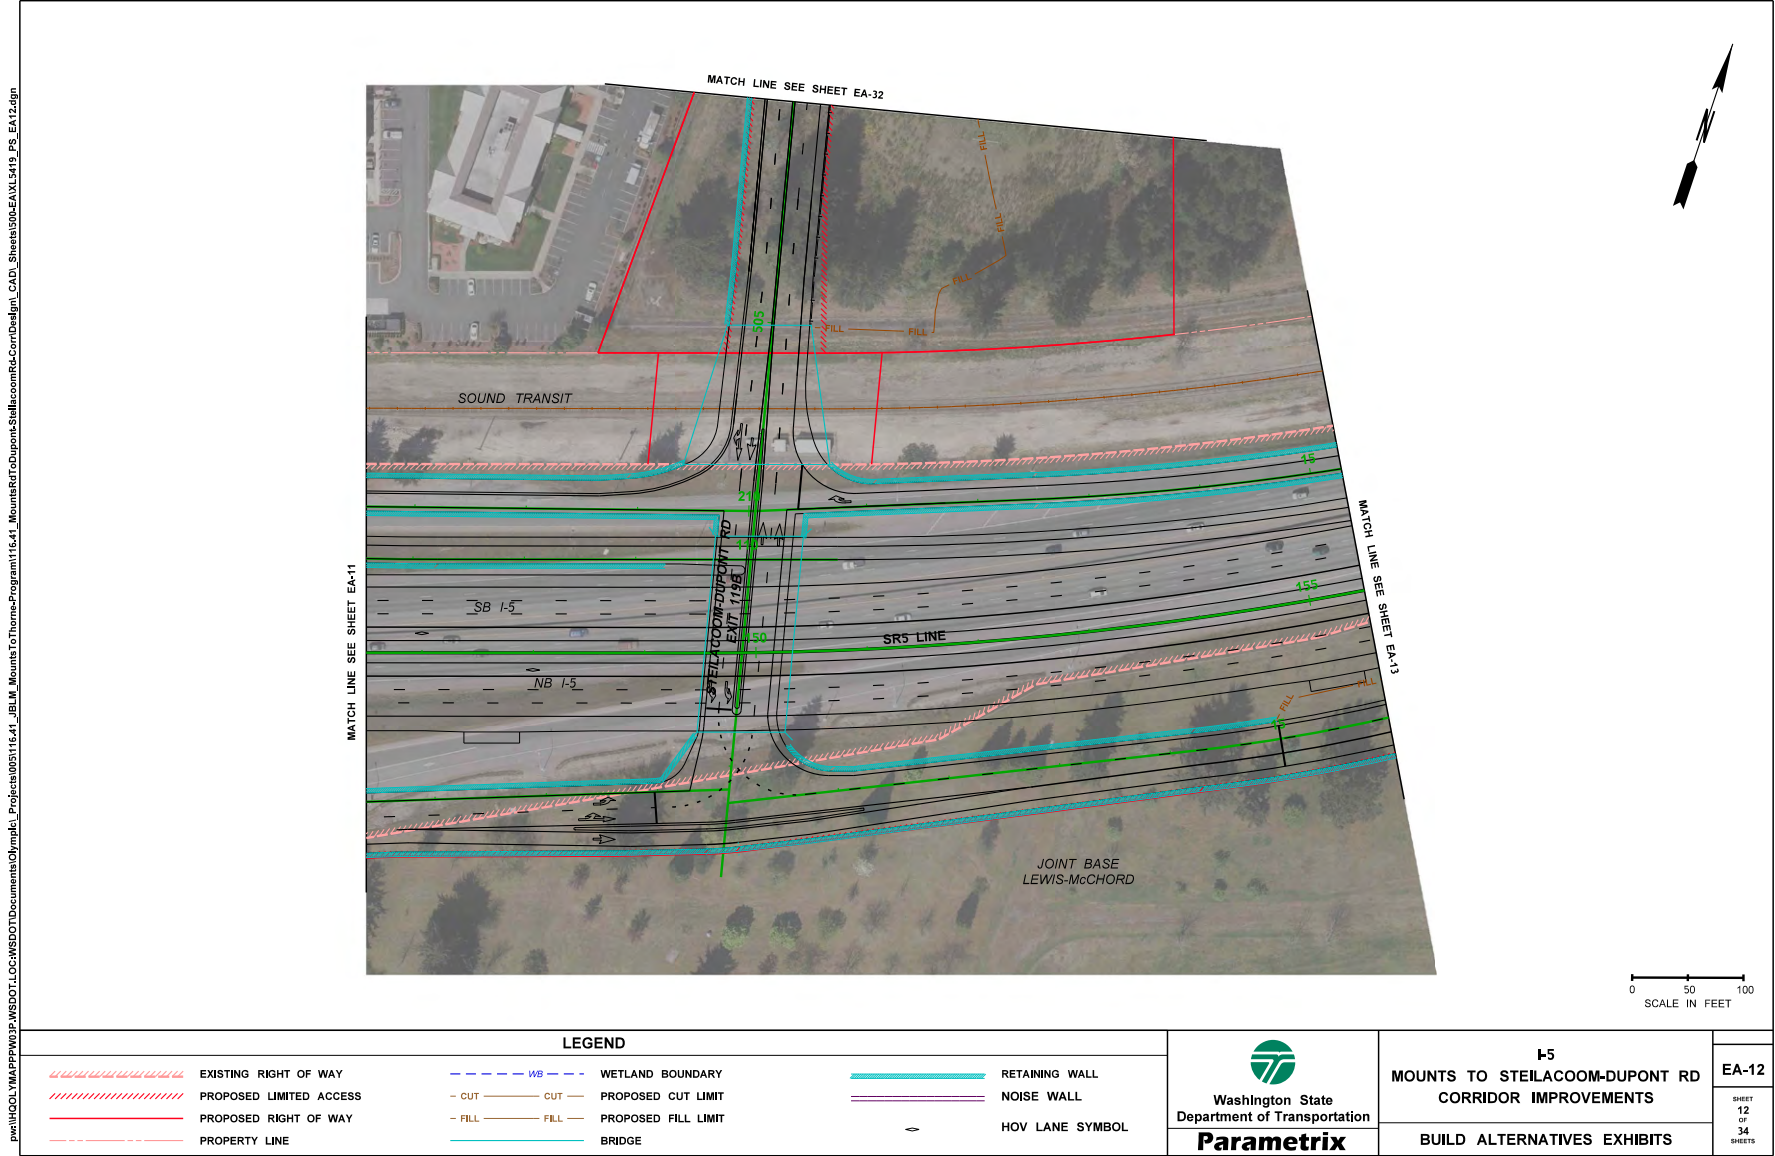 MATCH LINE SEE SHEET EA-32
FILL
FILL
FILL
505
FILL
FILL
SOUND TRANSIT
15
21
11
STEILACOOM-DUPONT RD
EXIT 119B
SB I-5
155
150
SR5 LINE
NB I-5
FILL
FILL
15
JOINT BASE
LEWIS-McCHORD
MATCH LINE SEE SHEET EA-11
MATCH LINE SEE SHEET EA-13
N
0 50 100
SCALE IN FEET
pw:\\HQOLYMAPPPW03P.WSDOT.LOC:WSDOT\Documents\Olympic\_Projects\005\116.41_JBLM_MountsToThorne-Program\116.41_MountsRdToDupont-SteilacoomRd-Corr\Design\_CAD\_Sheets\500-EA\XL5419_PS_EA12.dgn
LEGEND
EXISTING RIGHT OF WAY
PROPOSED LIMITED ACCESS
PROPOSED RIGHT OF WAY
PROPERTY LINE
WB WETLAND BOUNDARY
CUT CUT PROPOSED CUT LIMIT
FILL FILL PROPOSED FILL LIMIT
BRIDGE
RETAINING WALL
NOISE WALL
HOV LANE SYMBOL
Washington State
Department of Transportation
Parametrix
I-5
MOUNTS TO STEILACOOM-DUPONT RD
CORRIDOR IMPROVEMENTS
BUILD ALTERNATIVES EXHIBITS
EA-12
SHEET
12
OF
34
SHEETS